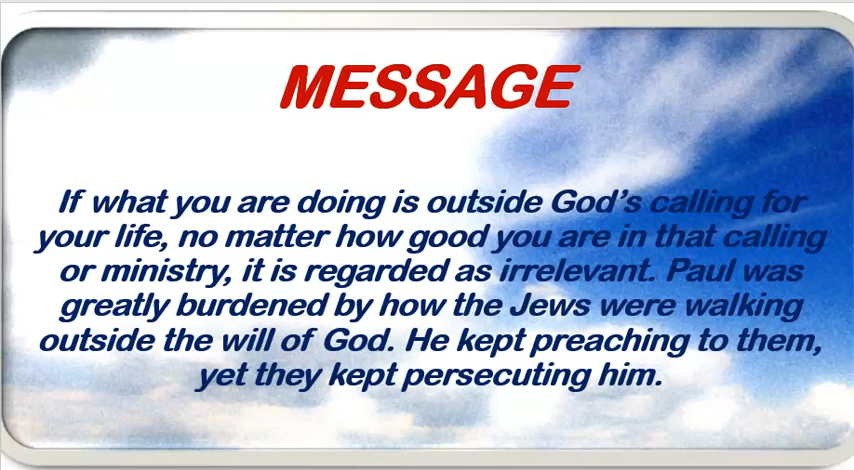 MESSAGE
If what you are doing is outside God’s calling for
your life, no matter how good you are in that calling
or ministry, it is regarded as irrelevant. Paul was
greatly burdened by how the Jews were walking
outside the will of God. He kept preaching to them,
yet they kept persecuting him.